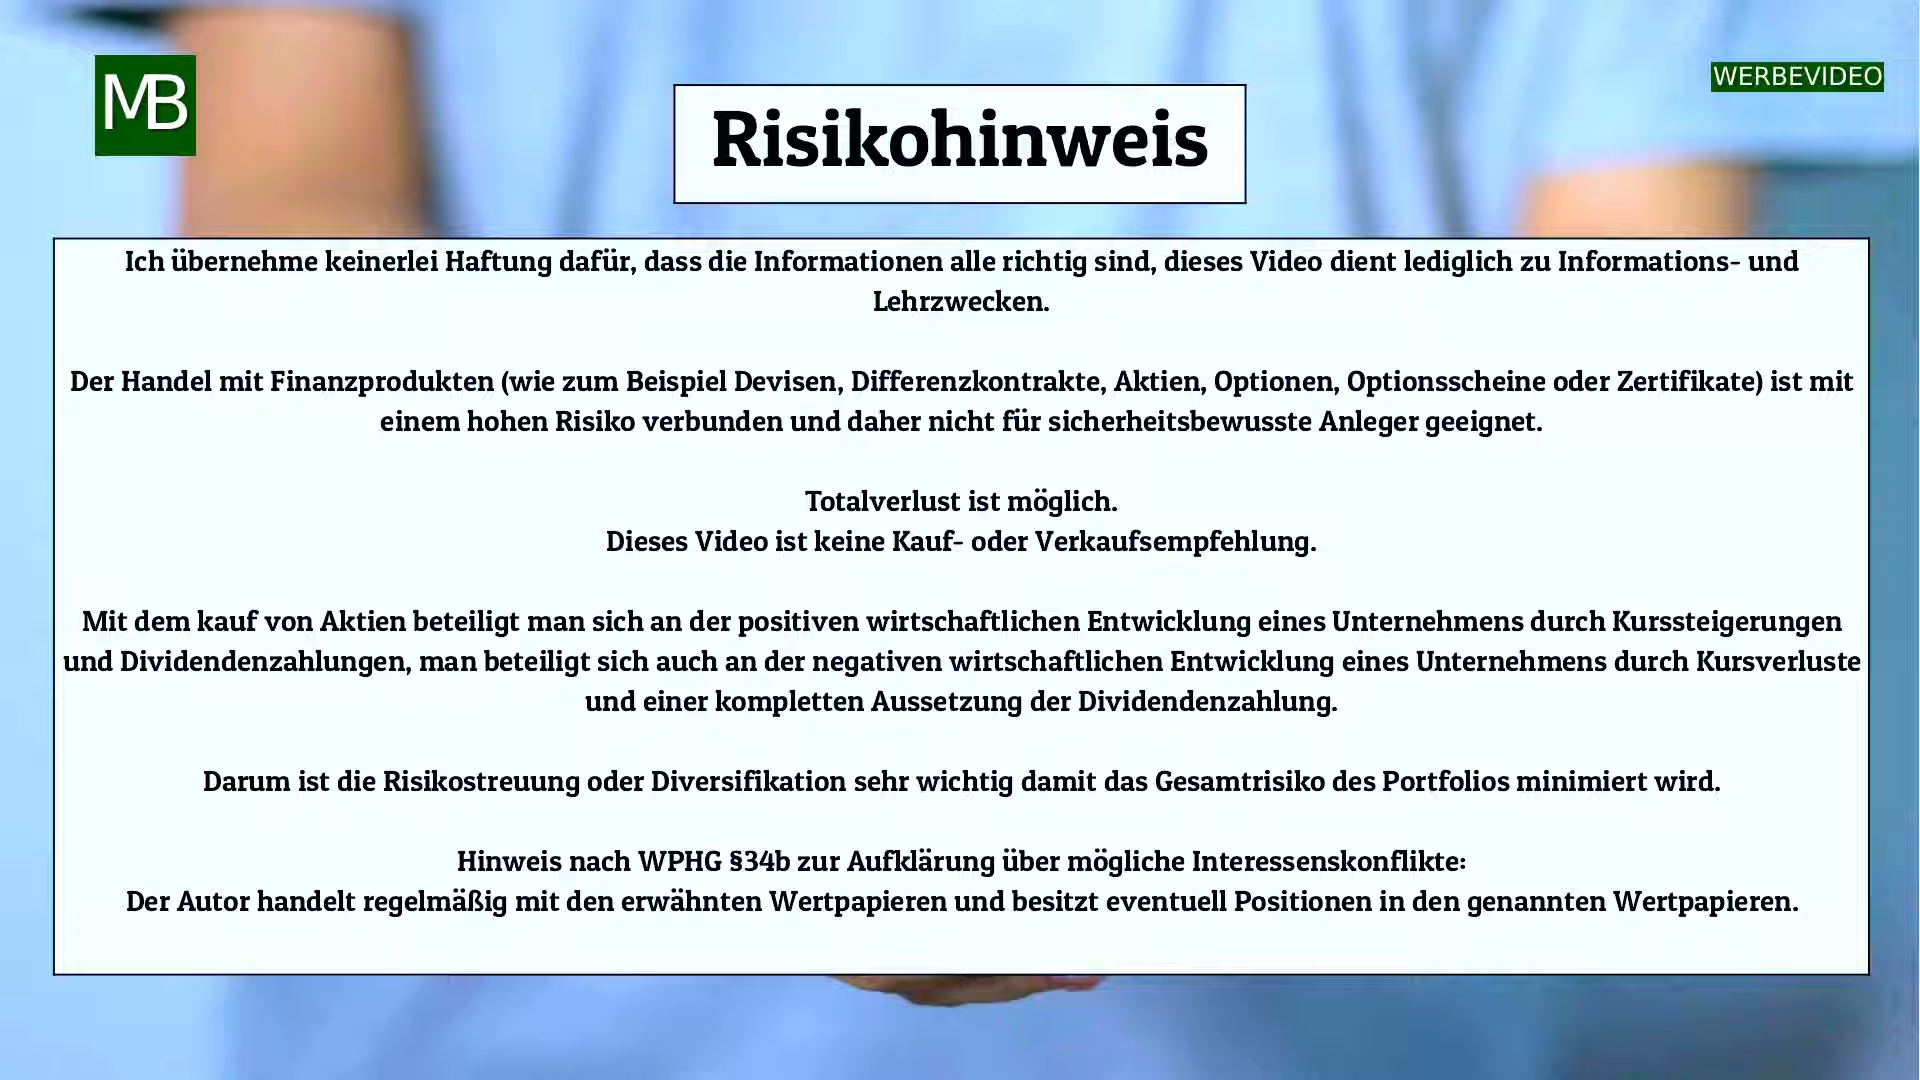 MB
WERBEVIDEO
Risikohinweis
Ich übernehme keinerlei Haftung dafür, dass die Informationen alle richtig sind, dieses Video dient lediglich zu Informations- und
Lehrzwecken.
Der Handel mit Finanzprodukten (wie zum Beispiel Devisen, Differenzkontrakte, Aktien, Optionen, Optionsscheine oder Zertifikate) ist mit
einem hohen Risiko verbunden und daher nicht für sicherheitsbewusste Anleger geeignet.
Totalverlust ist möglich.
Dieses Video ist keine Kauf- oder Verkaufsempfehlung.
Mit dem kauf von Aktien beteiligt man sich an der positiven wirtschaftlichen Entwicklung eines Unternehmens durch Kurssteigerungen
und Dividendenzahlungen, man beteiligt sich auch an der negativen wirtschaftlichen Entwicklung eines Unternehmens durch Kursverluste
und einer kompletten Aussetzung der Dividendenzahlung.
Darum ist die Risikostreuung oder Diversifikation sehr wichtig damit das Gesamtrisiko des Portfolios minimiert wird.
Hinweis nach WPHG §34b zur Aufklärung über mögliche Interessenskonflikte:
Der Autor handelt regelmäßig mit den erwähnten Wertpapieren und besitzt eventuell Positionen in den genannten Wertpapieren.